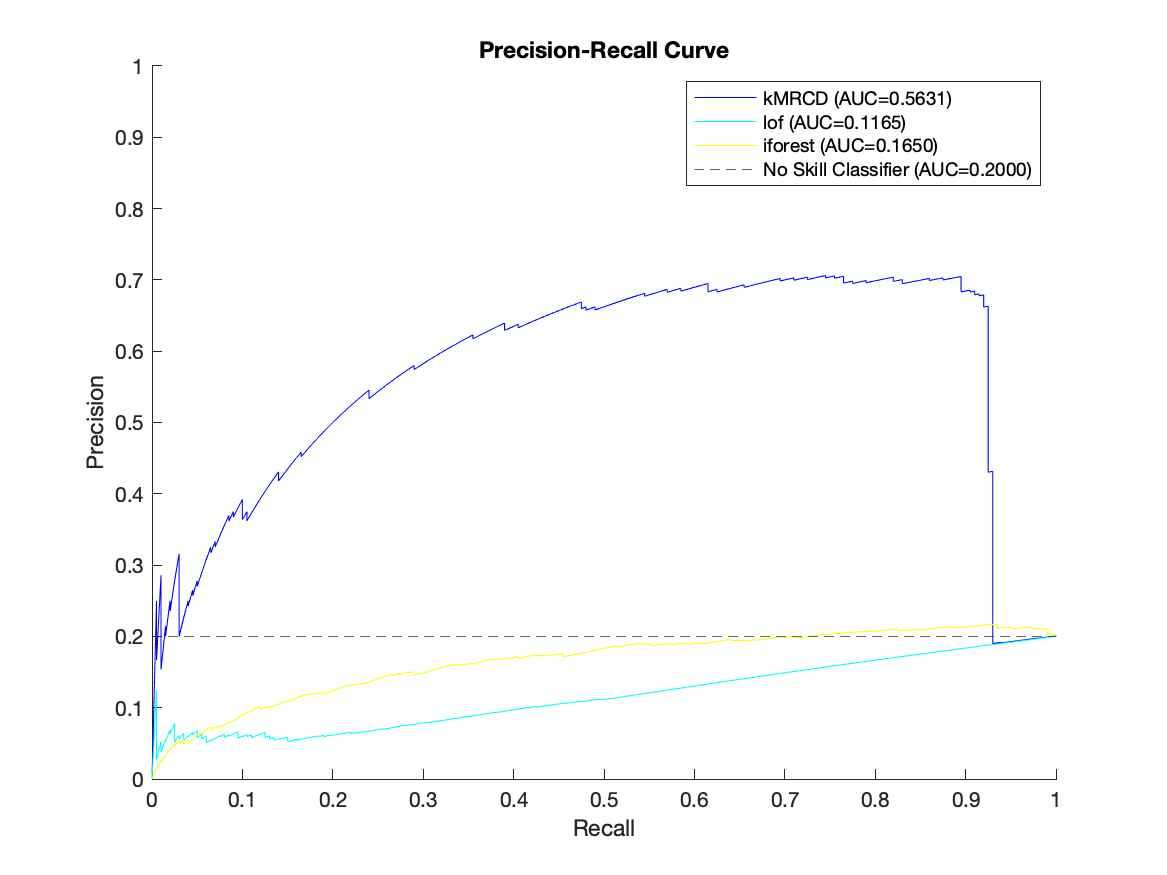 Precision-Recall Curve
kMRCD (AUC=0.5631)
lof (AUC=0.1165)
iforest (AUC=0.1650)
No Skill Classifier (AUC=0.2000)
Precision
1
0.9
0.8
0.7
0.6
0.5
0.4
0.3
0.2
0.1
0
0 0.1 0.2 0.3 0.4 0.5 0.6 0.7 0.8 0.9 1
Recall